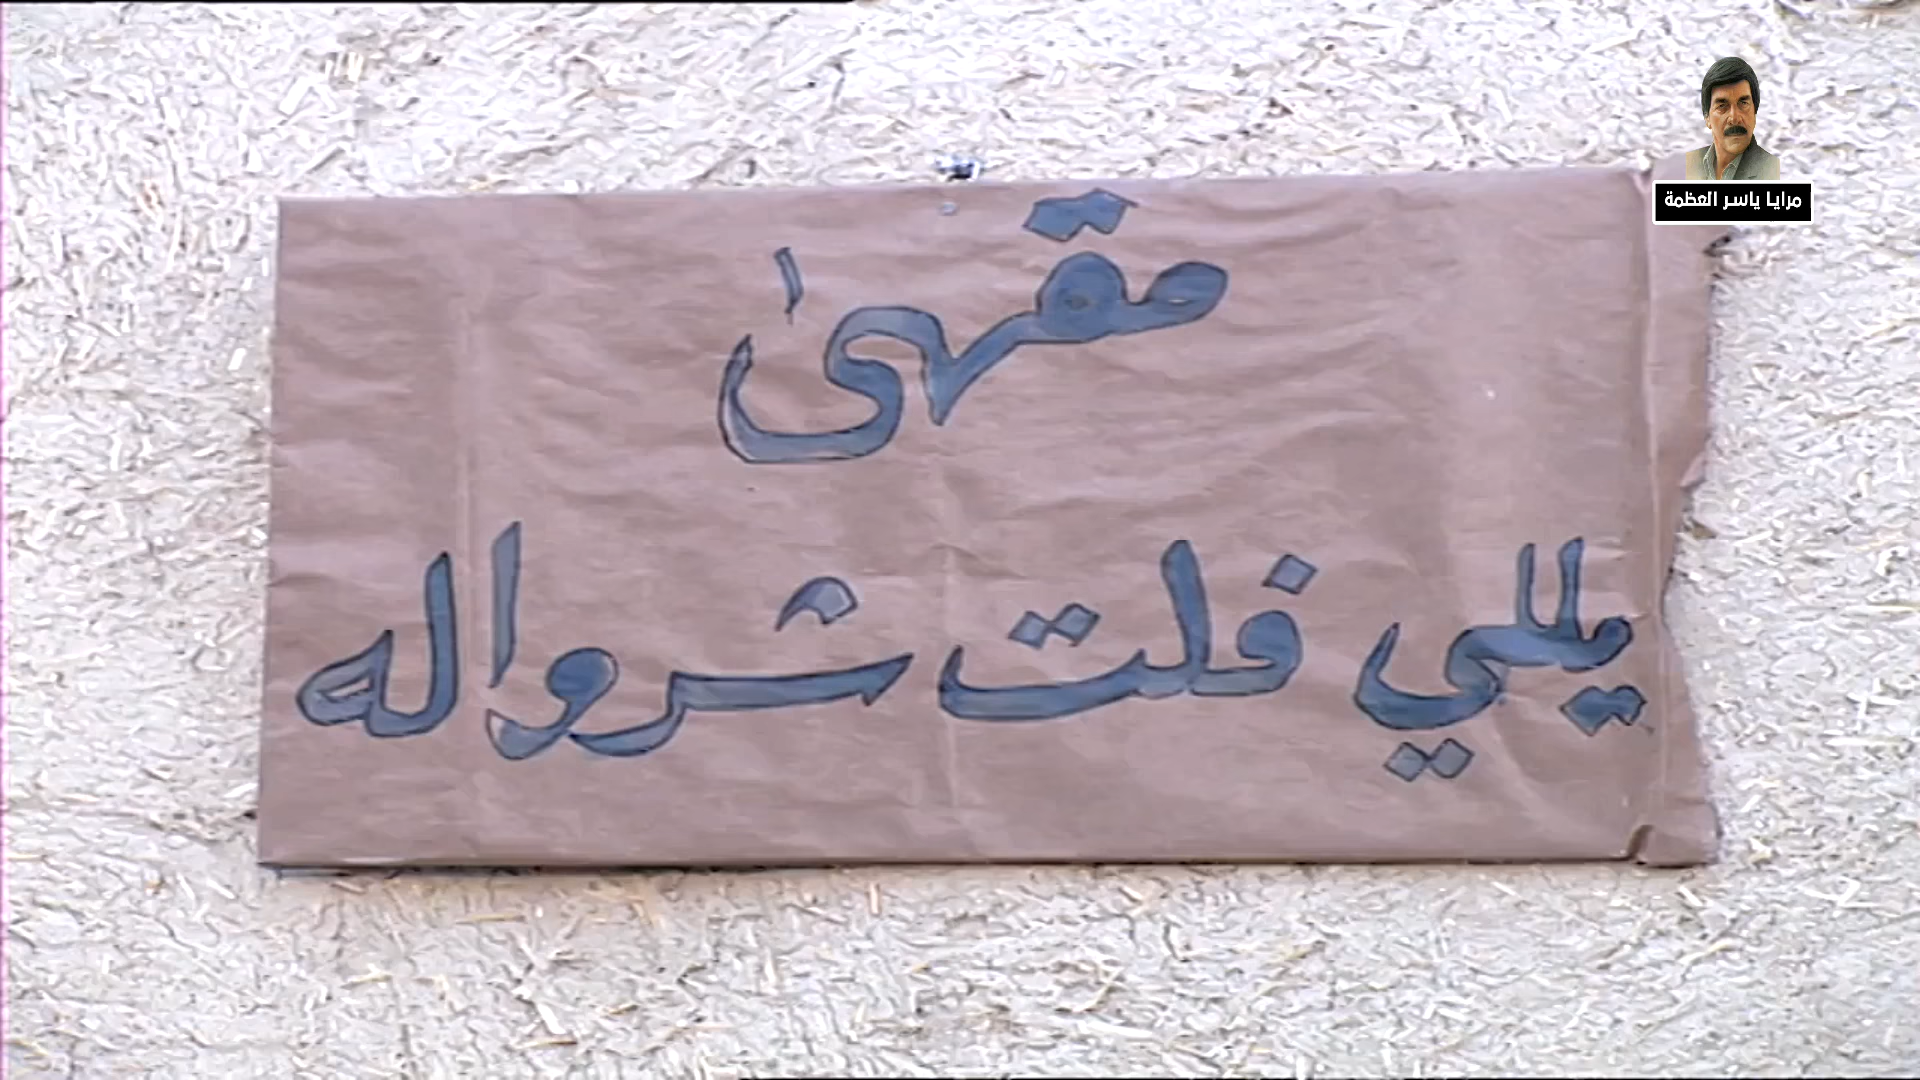 مرايا ياسر العظمة
مقهىٰ
يللي فلت شرواله